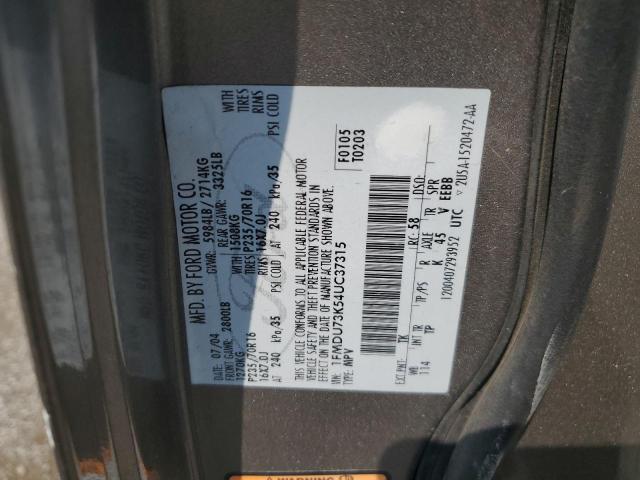 MFD. BY FORD MOTOR CO.
DATE: 07/04 GVWR: 5984LB / 2714KG
FRONT GAWR: 2800LB REAR GAWR: 3325LB
1270KG 1508KG WITH
P235/70R16 P235/70R16 TIRES
16X7.0J 16X7.0J RIMS
AT 240 kPa/35 AT 240 kPa/35 PSI COLD
WITH
TIRES
RIMS
PSI COLD
THIS VEHICLE CONFORMS TO ALL APPLICABLE FEDERAL MOTOR
VEHICLE SAFETY AND THEFT PREVENTION STANDARDS IN
EFFECT ON THE DATE OF MANUFACTURE SHOWN ABOVE.
VIN: 1FMDU73K54UC37315
TYPE: MPV
F0105
T0203
EXT PNT: TK RC: 58 DSO:
WB INT TR TP/PS R AXLE TR SPR
114 TP K 45 V EEBB
UTC
1200407293952 2U5A-1520472-AA
WARNING